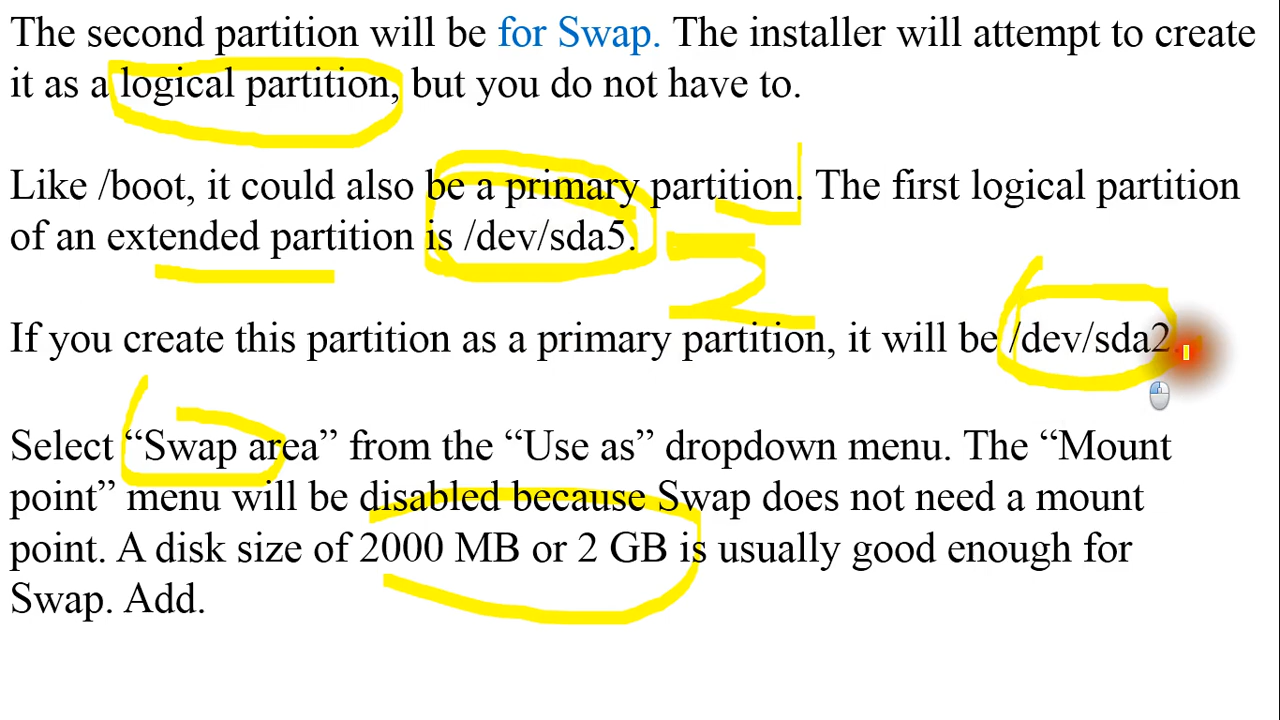 The second partition will be for Swap. The installer will attempt to create
it as a logical partition, but you do not have to.
Like /boot, it could also be a primary partition. The first logical partition
of an extended partition is /dev/sda5.
2
If you create this partition as a primary partition, it will be /dev/sda2.
Select “Swap area” from the “Use as” dropdown menu. The “Mount
point” menu will be disabled because Swap does not need a mount
point. A disk size of 2000 MB or 2 GB is usually good enough for
Swap. Add.